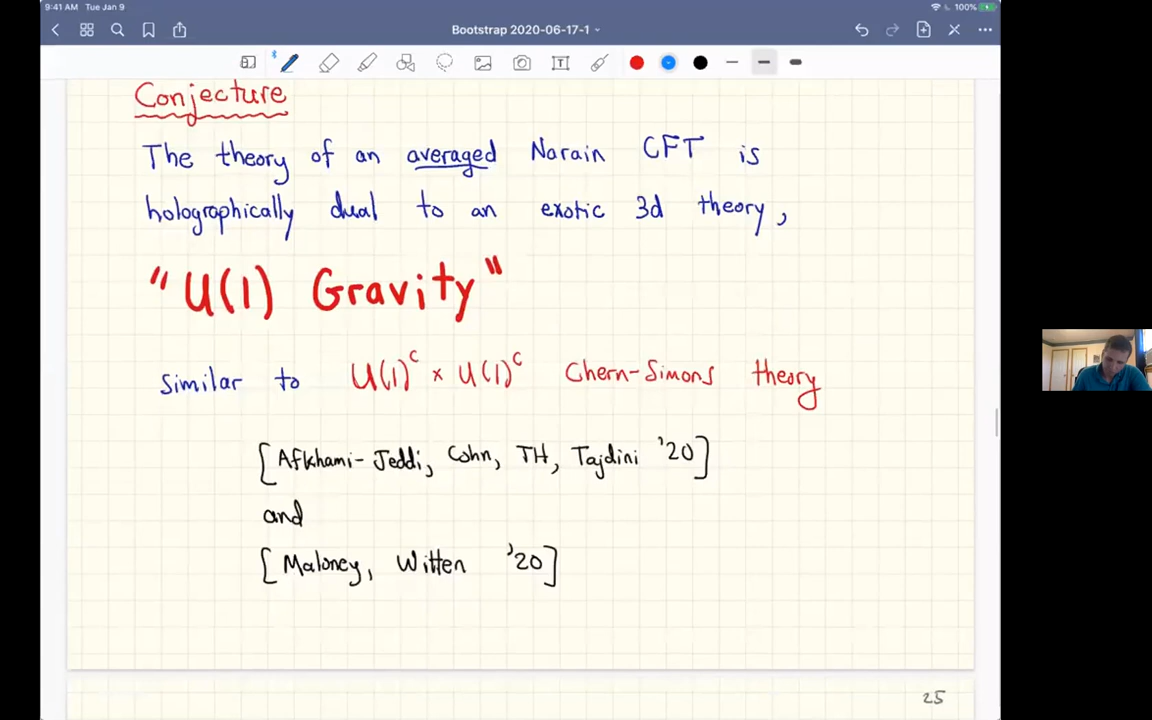 9:41 AM Tue Jan 9
100%
Bootstrap 2020-06-17-1
Conjecture
The theory of an averaged Narain CFT is
holographically dual to an exotic 3d theory,
"U(1) Gravity"
similar to U(1)^c × U(1)^c Chern-Simons theory
[Afkhami-Jeddi, Cohn, TH, Tajdini '20]
and
[Maloney, Witten '20]
25